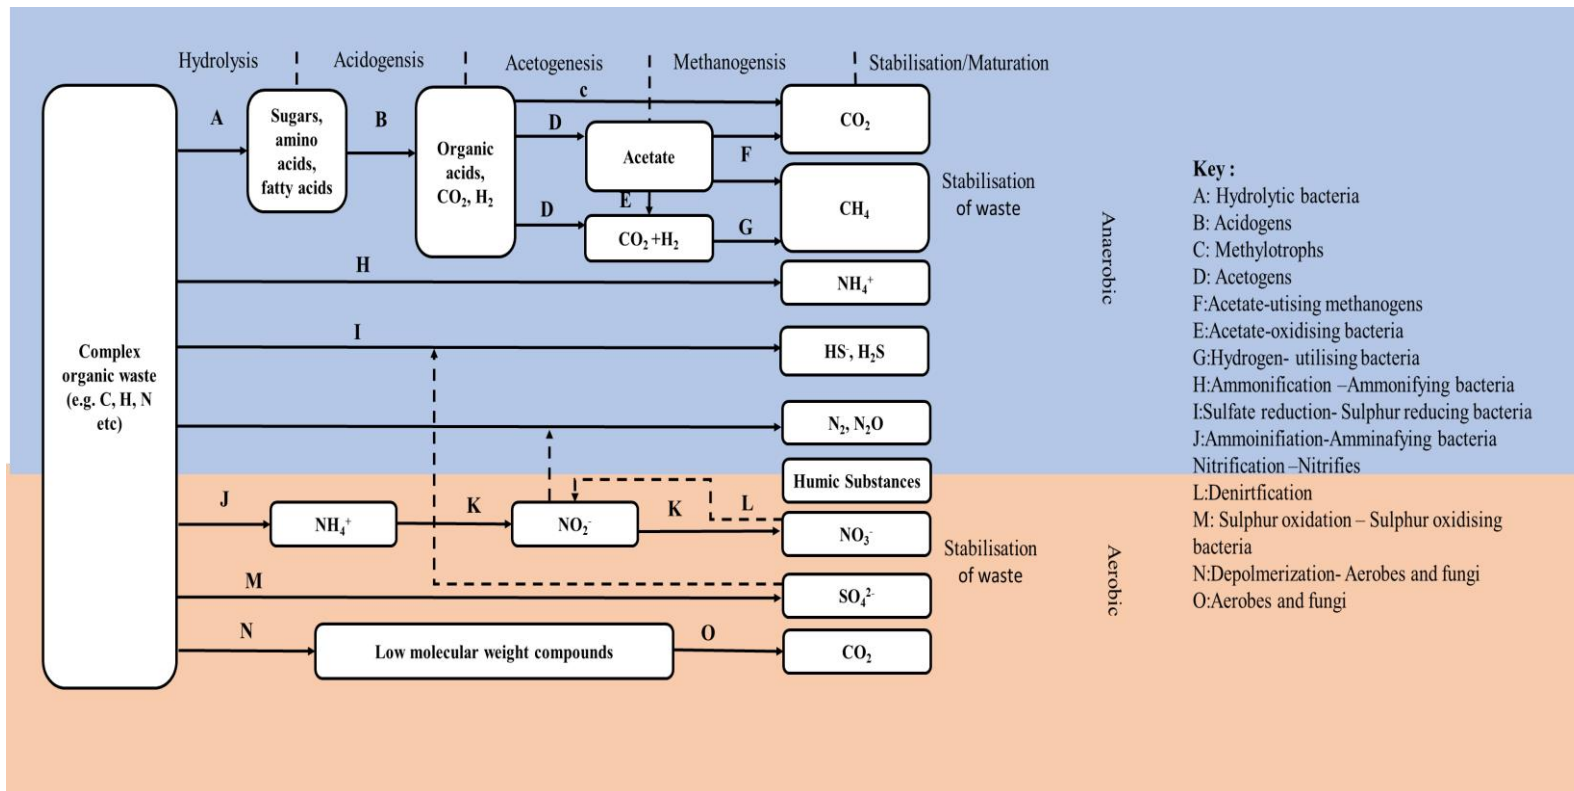 Hydrolysis
Acidogensis
Acetogenesis
Methanogensis
Stabilisation/Maturation
Complex
organic waste
(e.g. C, H, N
etc)
A
Sugars,
amino
acids,
fatty acids
B
Organic
acids,
CO₂, H₂
c
D
Acetate
F
CO₂
E
D
CO₂ +H₂
G
CH₄
Stabilisation
of waste
H
NH₄⁺
I
HS⁻, H₂S
N₂, N₂O
Anaerobic
Humic Substances
J
NH₄⁺
K
NO₂⁻
K
L
NO₃⁻
Stabilisation
of waste
M
SO₄²⁻
N
Low molecular weight compounds
O
CO₂
Aerobic
Key :
A: Hydrolytic bacteria
B: Acidogens
C: Methylotrophs
D: Acetogens
F:Acetate-utising methanogens
E:Acetate-oxidising bacteria
G:Hydrogen- utilising bacteria
H:Ammonification –Ammonifying bacteria
I:Sulfate reduction- Sulphur reducing bacteria
J:Ammoinifiation-Amminafying bacteria
Nitrification –Nitrifies
L:Denirtfication
M: Sulphur oxidation – Sulphur oxidising
bacteria
N:Depolmerization- Aerobes and fungi
O:Aerobes and fungi